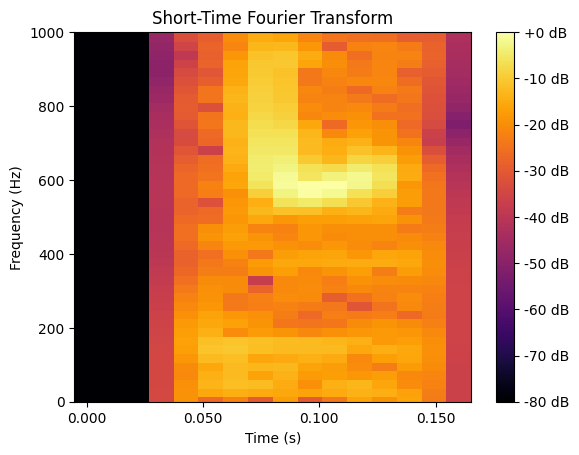 Short-Time Fourier Transform
1000
800
600
400
200
0
Frequency (Hz)
0.000
0.050
0.100
0.150
Time (s)
+0 dB
-10 dB
-20 dB
-30 dB
-40 dB
-50 dB
-60 dB
-70 dB
-80 dB